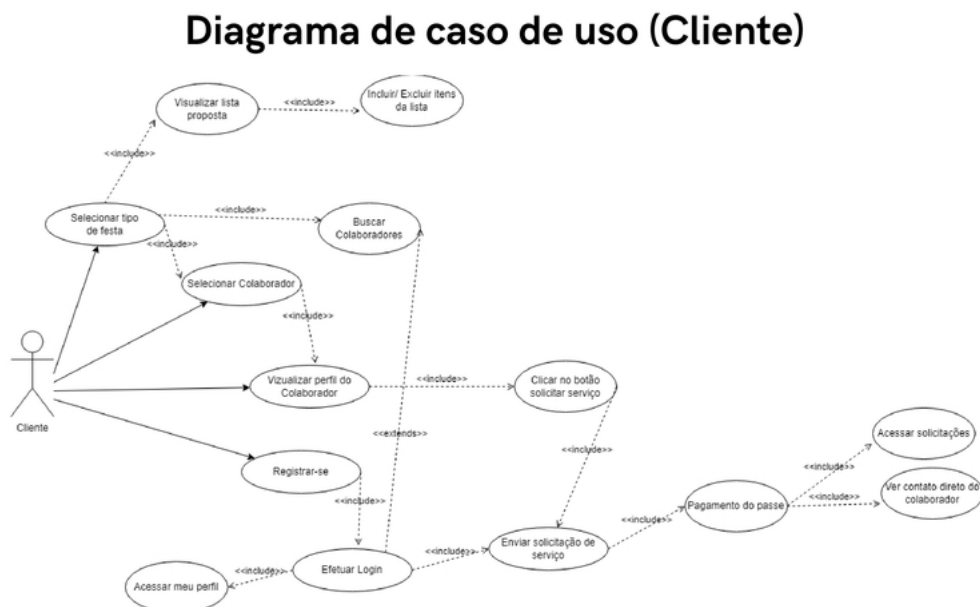 Diagrama de caso de uso (Cliente)
Visualizar lista
proposta
<<include>>
Incluir/ Excluir itens
da lista
<<include>>
Selecionar tipo
de festa
<<include>>
Buscar
Colaboradores
<<include>>
Selecionar Colaborador
<<include>>
Vizualizar perfil do
Colaborador
<<include>>
Clicar no botão
solicitar serviço
Cliente
<<extends>>
<<include>>
Registrar-se
<<include>>
Acessar solicitações
<<include>>
Ver contato direto do
colaborador
<<include>>
Pagamento do passe
<<include>>
Enviar solicitação de
serviço
<<include>>
Efetuar Login
<<include>>
Acessar meu perfil